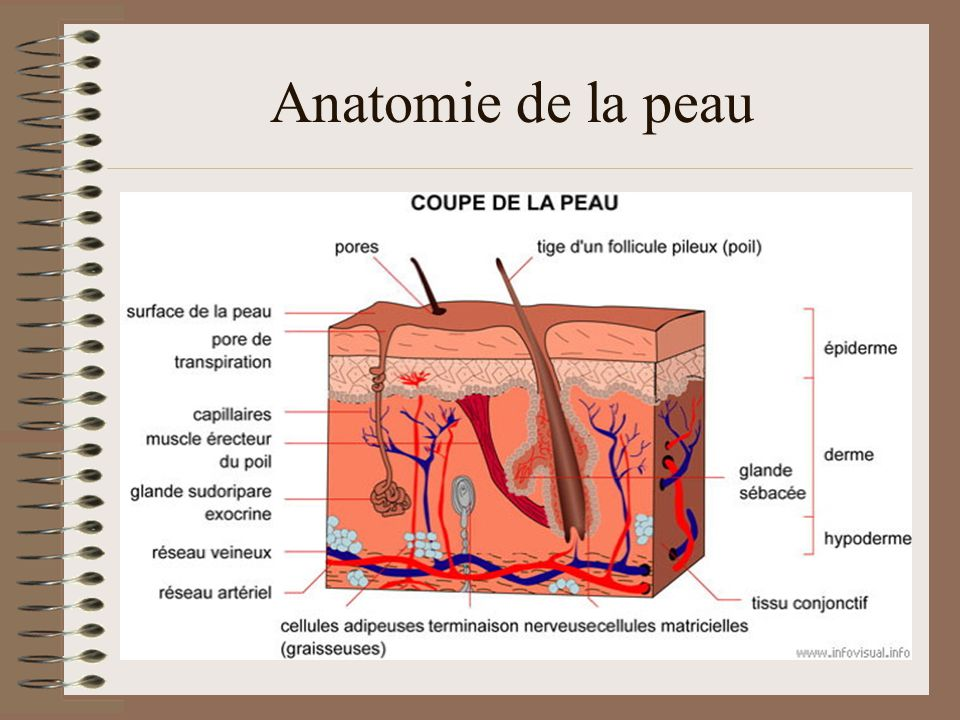 Anatomie de la peau
COUPE DE LA PEAU
pores
tige d'un follicule pileux (poil)
surface de la peau
pore de
transpiration
épiderme
capillaires
muscle érecteur
du poil
derme
glande
sébacée
glande sudoripare
exocrine
hypoderme
réseau veineux
réseau artériel
tissu conjonctif
cellules adipeuses terminaison nerveusecellules matricielles
(graisseuses)
www.infovisual.info